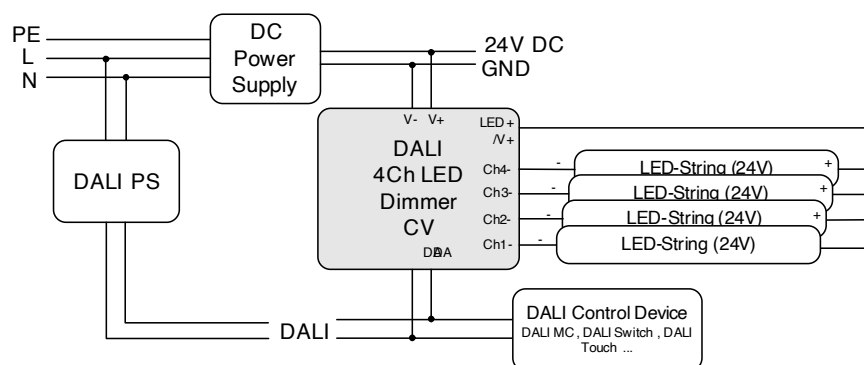 PE
L
N
DC
Power
Supply
24V DC
GND
V- V+
LED +
/V+
DALI
4Ch LED
Dimmer
CV
Ch4-
Ch3-
Ch2-
Ch1-
DALI PS
- LED-String (24V) +
- LED-String (24V) +
- LED-String (24V) +
- LED-String (24V)
DALI
DALI Control Device
DALI MC , DALI Switch , DALI
Touch ...